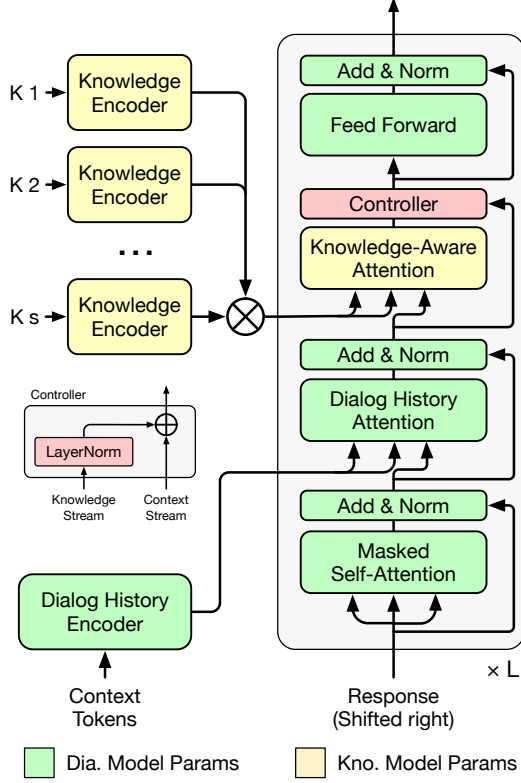 K 1
Knowledge
Encoder
K 2
Knowledge
Encoder
...
K s
Knowledge
Encoder
Controller
LayerNorm
Knowledge
Stream
Context
Stream
Dialog History
Encoder
Context
Tokens
Add & Norm
Feed Forward
Controller
Knowledge-Aware
Attention
Add & Norm
Dialog History
Attention
Add & Norm
Masked
Self-Attention
× L
Response
(Shifted right)
Dia. Model Params
Kno. Model Params